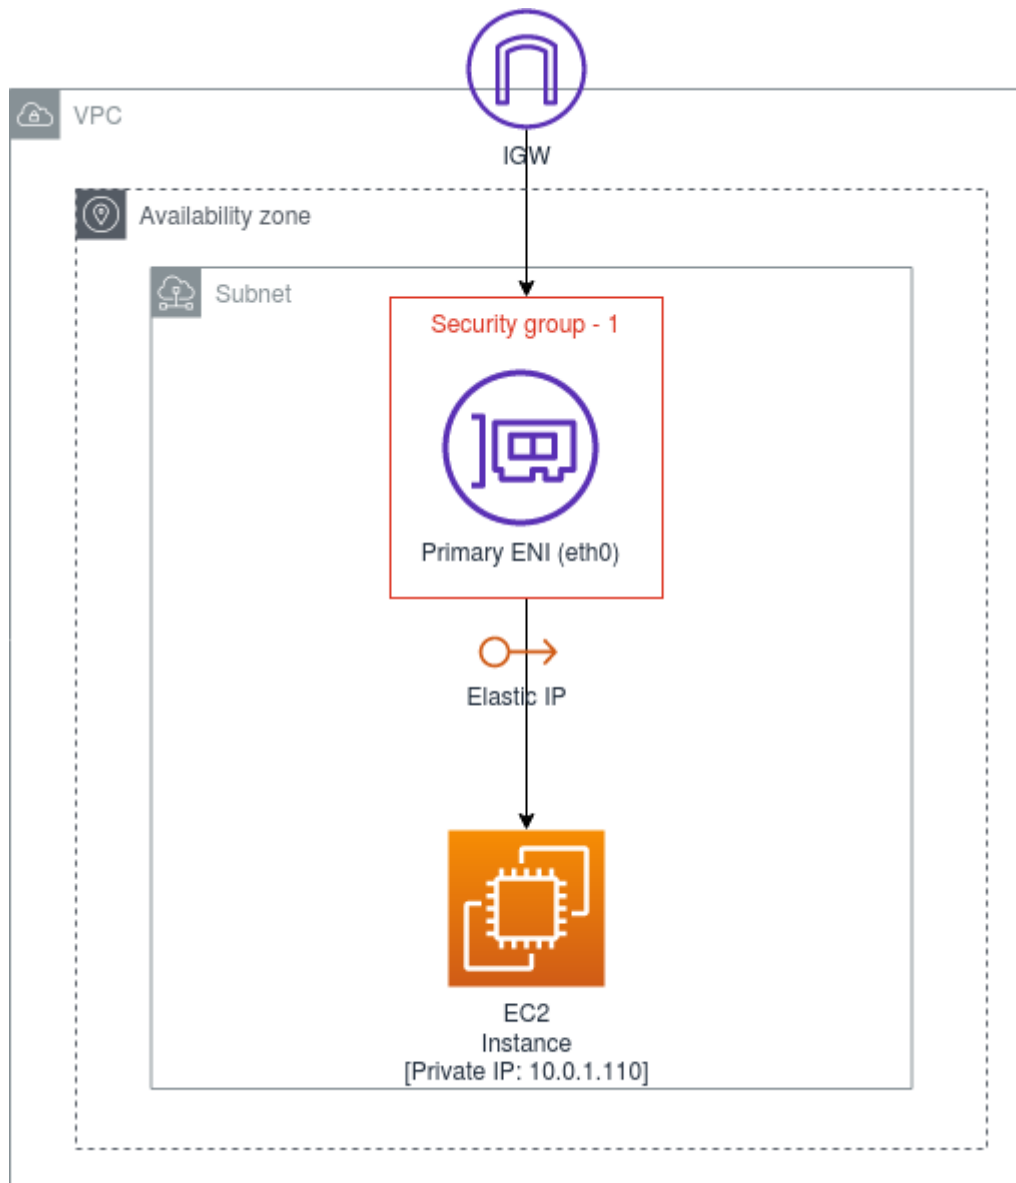 VPC
IGW
Availability zone
Subnet
Security group - 1
Primary ENI (eth0)
Elastic IP
EC2
Instance
[Private IP: 10.0.1.110]